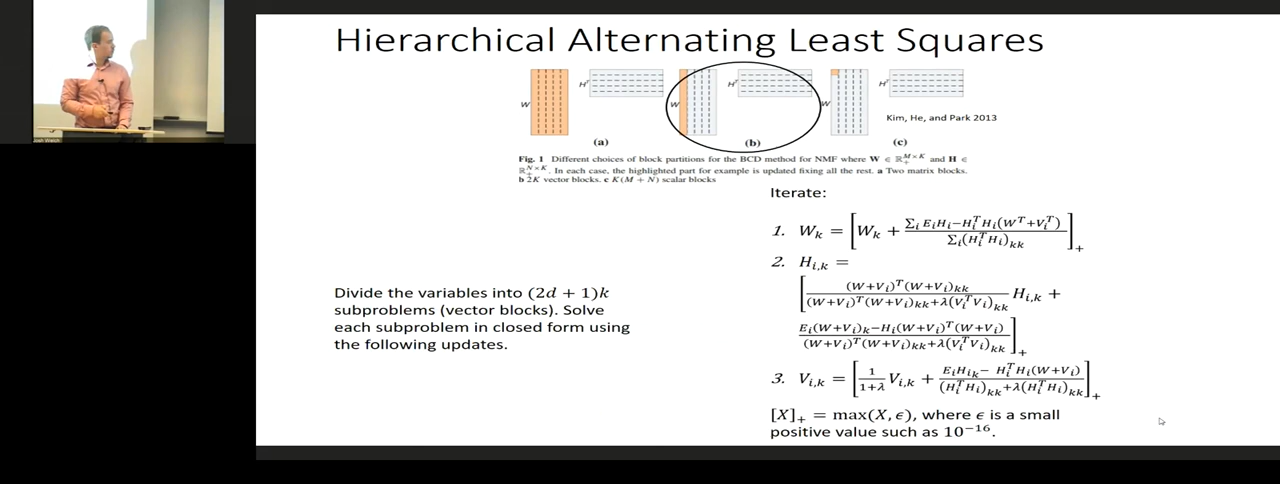 Hierarchical Alternating Least Squares
W
Hᵀ
W
Hᵀ
W
Hᵀ
Kim, He, and Park 2013
(a)
(b)
(c)
Fig. 1 Different choices of block partitions for the BCD method for NMF where W ∈ ℝ₊^{M×K} and H ∈
ℝ₊^{N×K}. In each case, the highlighted part for example is updated fixing all the rest. a Two matrix blocks.
b 2K vector blocks. c K(M + N) scalar blocks
Iterate:
1. W_k = [W_k + (Σ_i E_i H_i − H_i^T H_i (W^T + V_i^T)) / (Σ_i (H_i^T H_i)_{kk})]_+
2. H_{i,k} =
[((W+V_i)^T (W+V_i)_{kk}) / ((W+V_i)^T (W+V_i)_{kk} + λ(V_i^T V_i)_{kk}) H_{i,k} +
(E_i (W+V_i)_k − H_i (W+V_i)^T (W+V_i)) / ((W+V_i)^T (W+V_i)_{kk} + λ(V_i^T V_i)_{kk})]_+
3. V_{i,k} = [(1 / (1+λ)) V_{i,k} + (E_i H_{ik} − H_i^T H_i (W+V_i)) / ((H_i^T H_i)_{kk} + λ(H_i^T H_i)_{kk})]_+
[X]_+ = max(X, ϵ), where ϵ is a small
positive value such as 10^{−16}.
Divide the variables into (2d + 1)k
subproblems (vector blocks). Solve
each subproblem in closed form using
the following updates.
Josh Welch